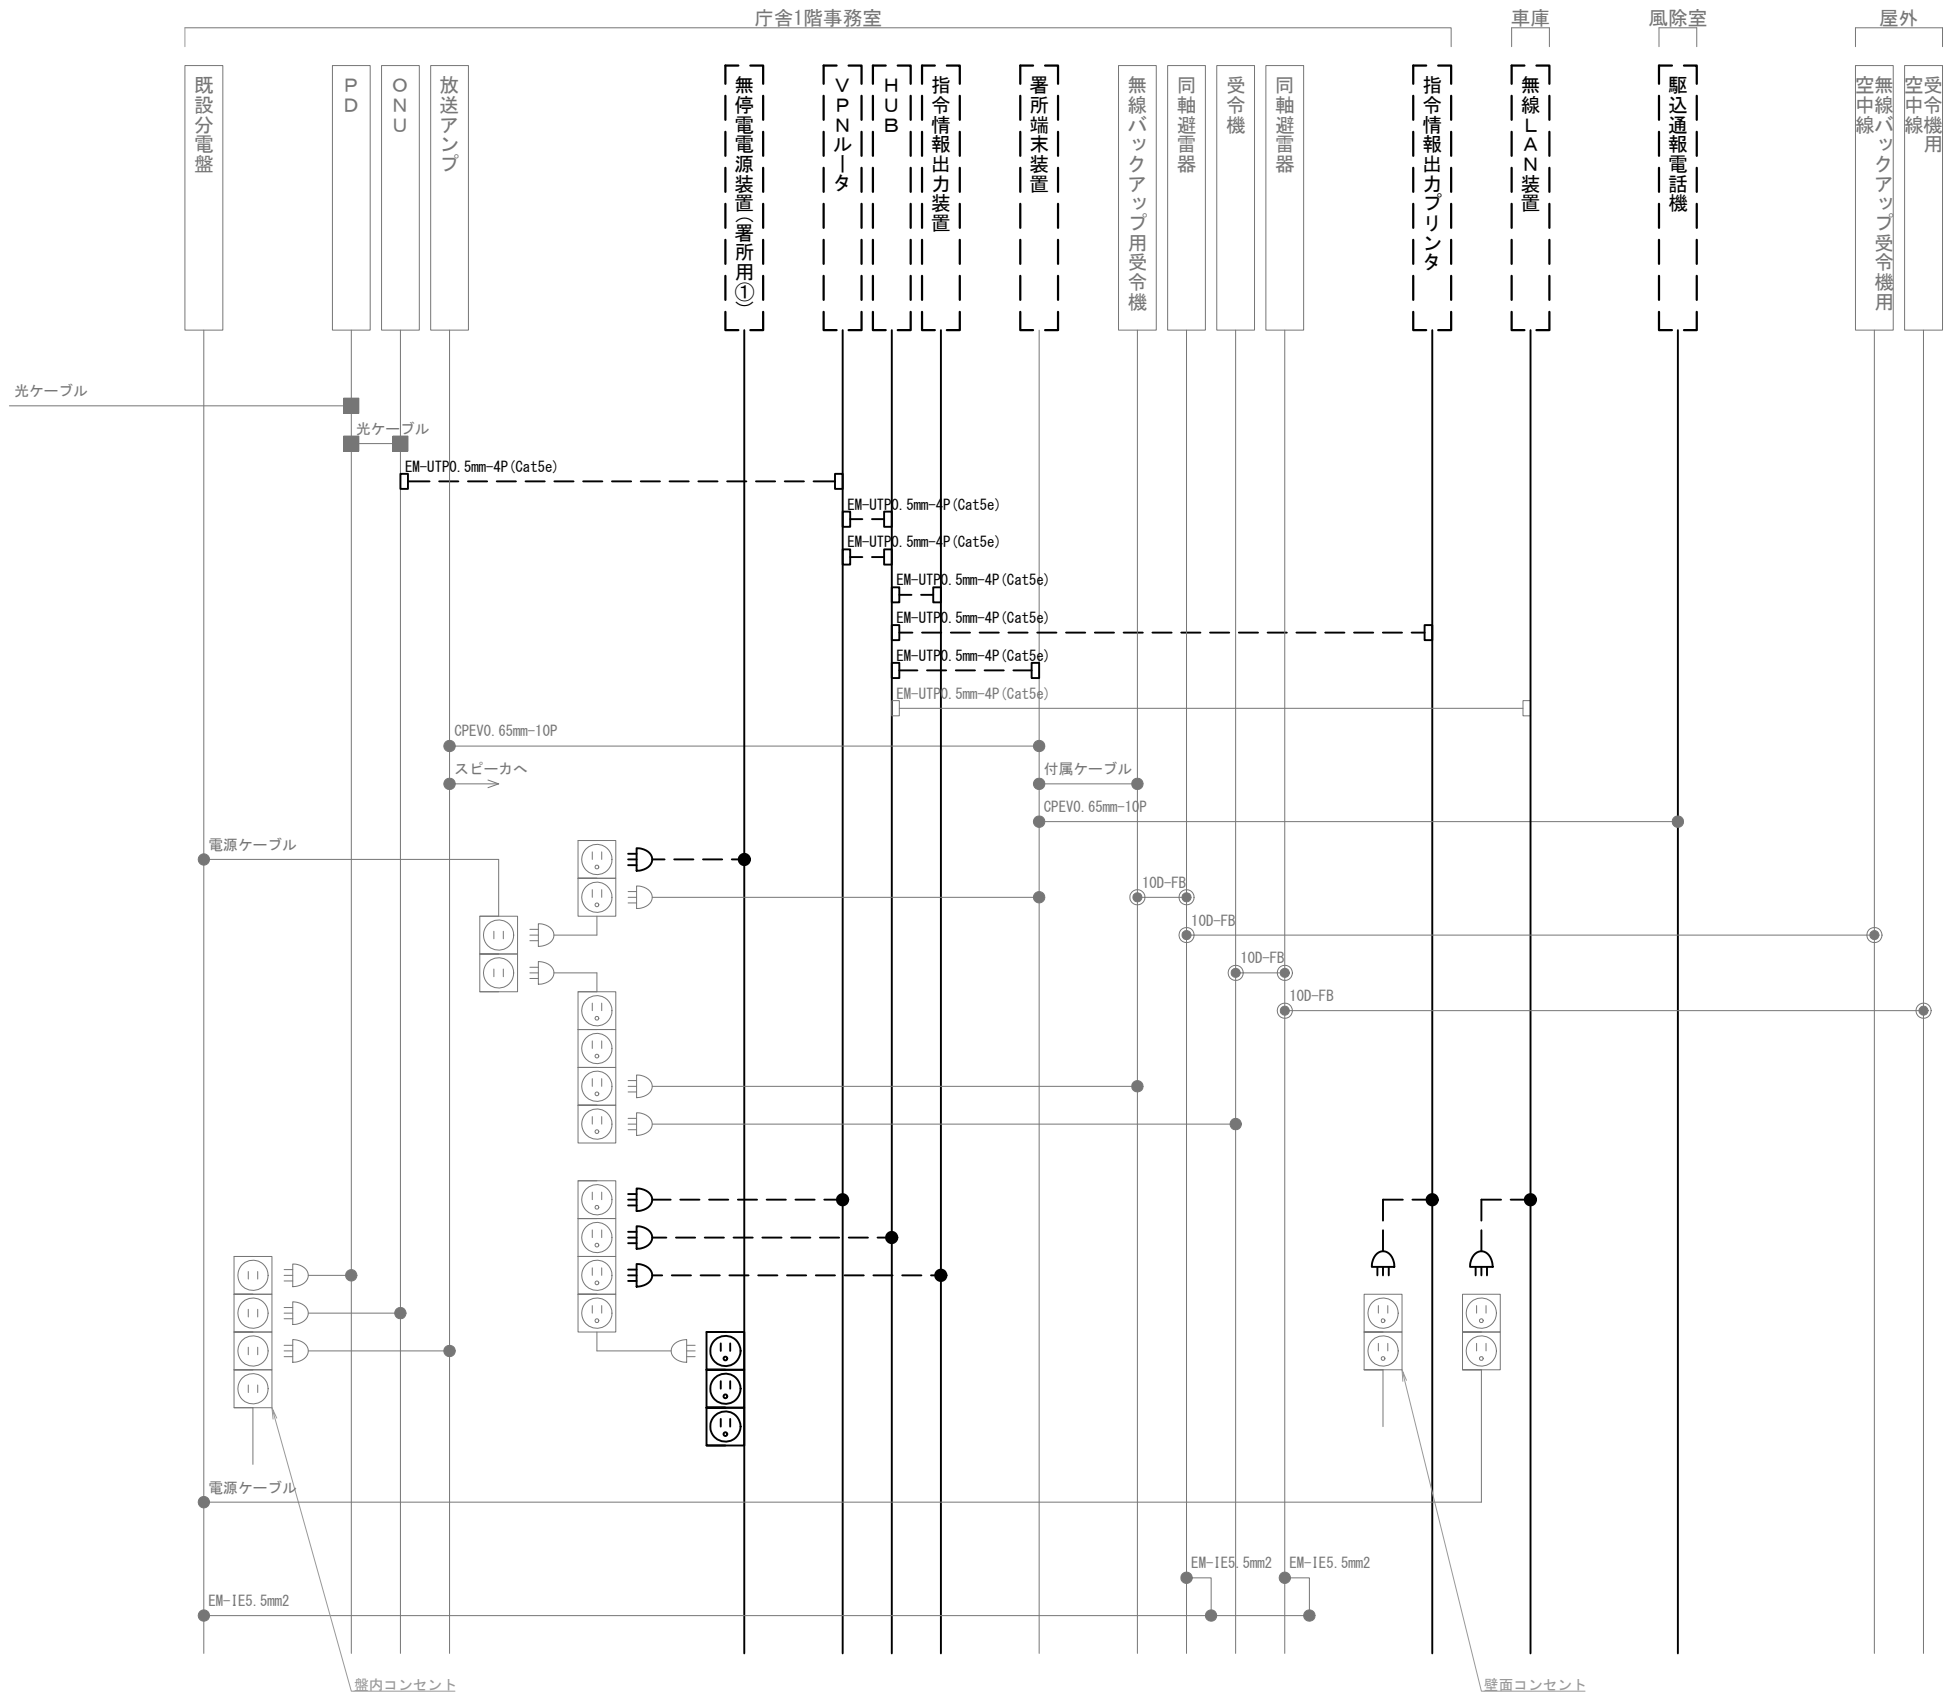 庁舎1階事務室
車庫
風除室
屋外
既設分電盤
PD
ONU
放送アンプ
無停電電源装置(署所用①)
VPNルータ
HUB
指令情報出力装置
署所端末装置
無線バックアップ用受令機
同軸避雷器
受令機
同軸避雷器
指令情報出力プリンタ
無線LAN装置
駆込通報電話機
無線バックアップ受令機用
空中線
受令機用
空中線
光ケーブル
光ケーブル
EM-UTP0.5mm-4P(Cat5e)
EM-UTP0.5mm-4P(Cat5e)
EM-UTP0.5mm-4P(Cat5e)
EM-UTP0.5mm-4P(Cat5e)
EM-UTP0.5mm-4P(Cat5e)
EM-UTP0.5mm-4P(Cat5e)
EM-UTP0.5mm-4P(Cat5e)
CPEV0.65mm-10P
スピーカへ
付属ケーブル
CPEV0.65mm-10P
電源ケーブル
10D-FB
10D-FB
10D-FB
10D-FB
電源ケーブル
EM-IE5.5mm2
EM-IE5.5mm2
EM-IE5.5mm2
盤内コンセント
壁面コンセント